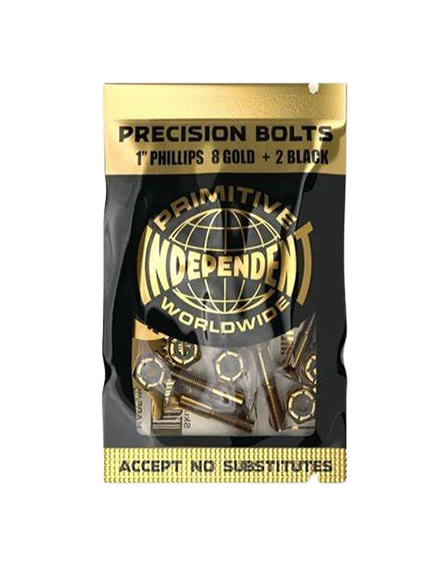 PRECISION BOLTS
1" PHILLIPS 8 GOLD + 2 BLACK
PRIMITIVE
INDEPENDENT
WORLDWIDE
ACCEPT NO SUBSTITUTES